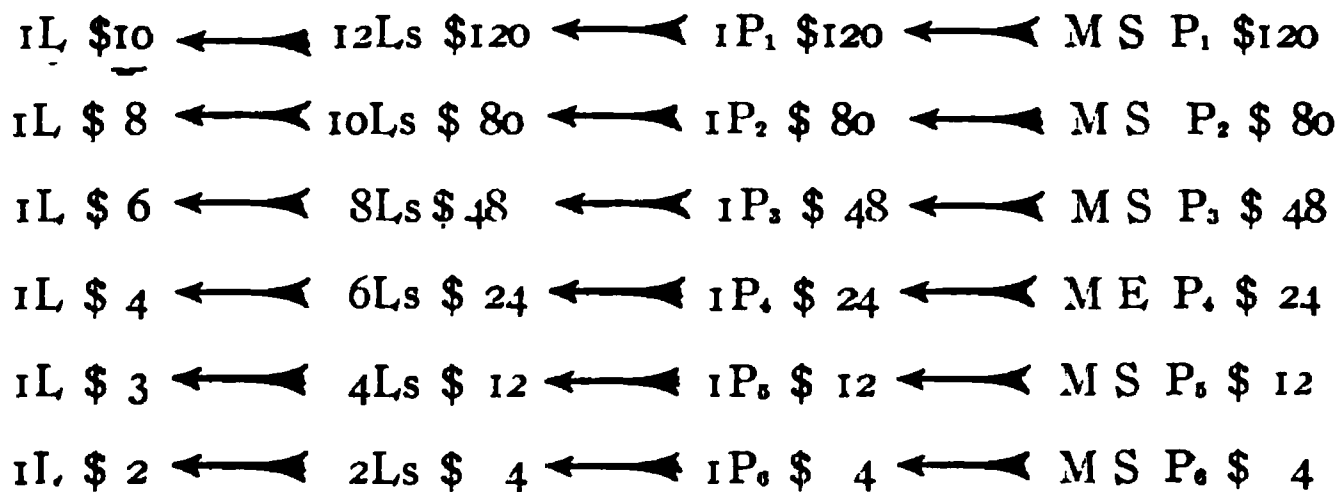 1L $10 ← 12Ls $120 ← 1P₁ $120 ← M S P₁ $120
1L $ 8 ← 10Ls $ 80 ← 1P₂ $ 80 ← M S P₂ $ 80
1L $ 6 ← 8Ls $ 48 ← 1P₃ $ 48 ← M S P₃ $ 48
1L $ 4 ← 6Ls $ 24 ← 1P₄ $ 24 ← M E P₄ $ 24
1L $ 3 ← 4Ls $ 12 ← 1P₅ $ 12 ← M S P₅ $ 12
1L $ 2 ← 2Ls $ 4 ← 1P₆ $ 4 ← M S P₆ $ 4